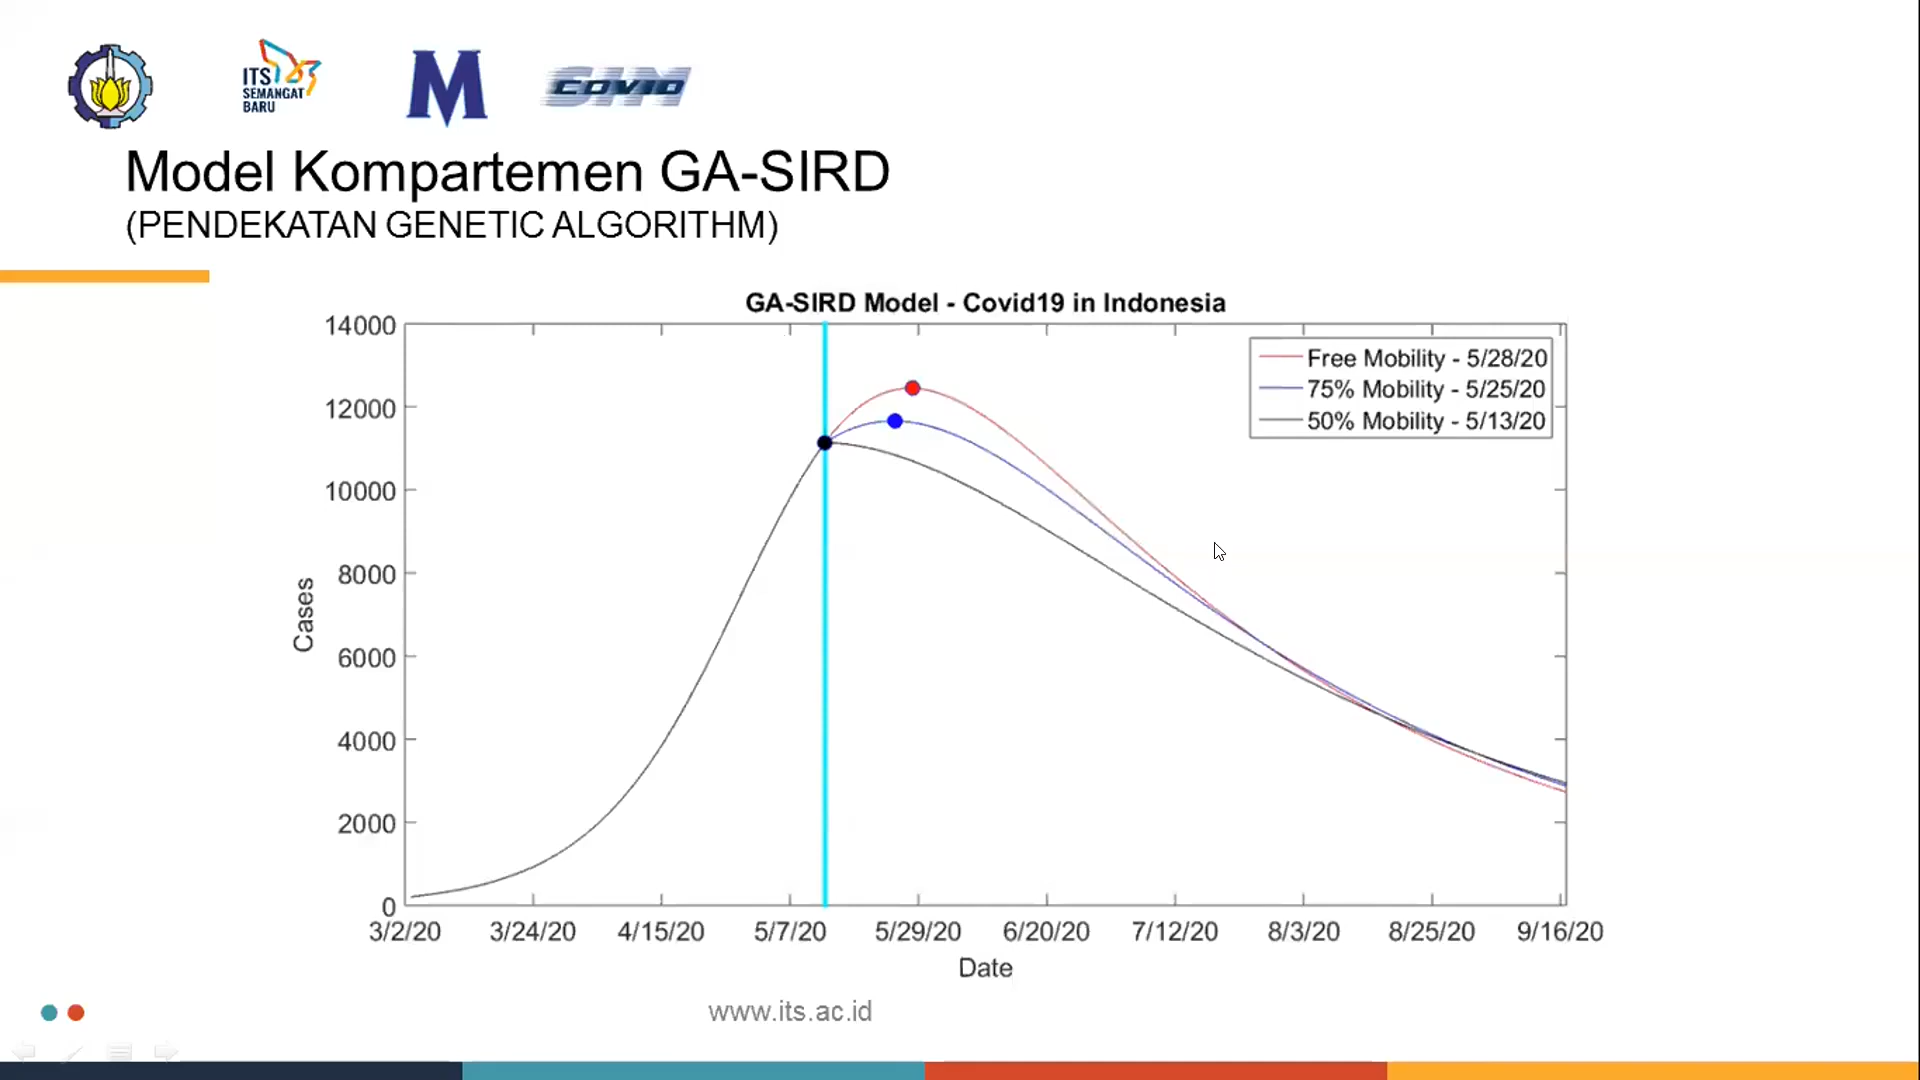 ITS
SEMANGAT
BARU
M
SIM
COVID
Model Kompartemen GA-SIRD
(PENDEKATAN GENETIC ALGORITHM)
GA-SIRD Model - Covid19 in Indonesia
14000
12000
10000
8000
6000
4000
2000
0
Cases
Free Mobility - 5/28/20
75% Mobility - 5/25/20
50% Mobility - 5/13/20
3/2/20 3/24/20 4/15/20 5/7/20 5/29/20 6/20/20 7/12/20 8/3/20 8/25/20 9/16/20
Date
www.its.ac.id